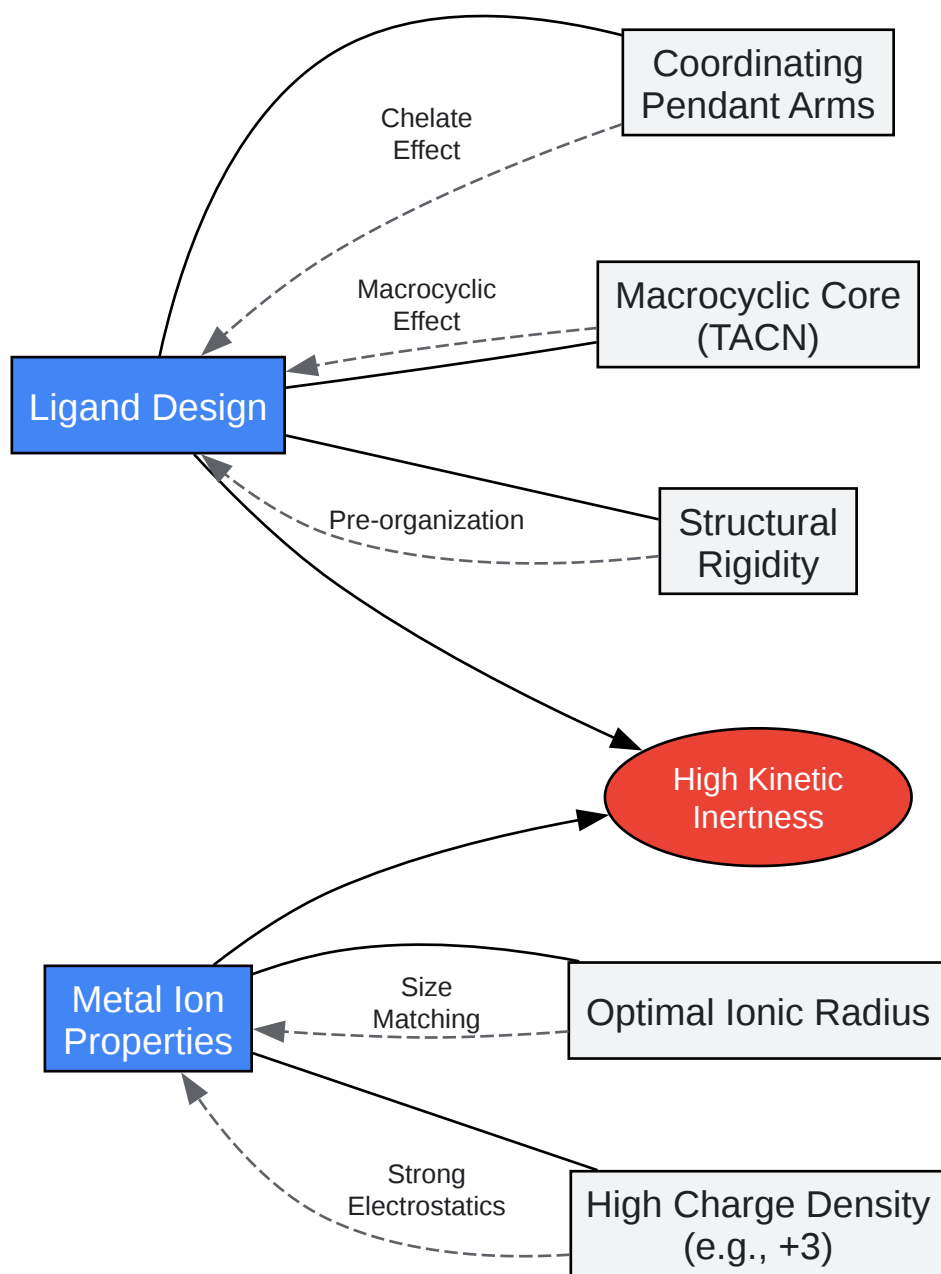 Coordinating
Pendant Arms
Chelate
Effect
Macrocyclic Core
(TACN)
Macrocyclic
Effect
Ligand Design
Structural
Rigidity
Pre-organization
High Kinetic
Inertness
Metal Ion
Properties
Size
Matching
Optimal Ionic Radius
Strong
Electrostatics
High Charge Density
(e.g., +3)